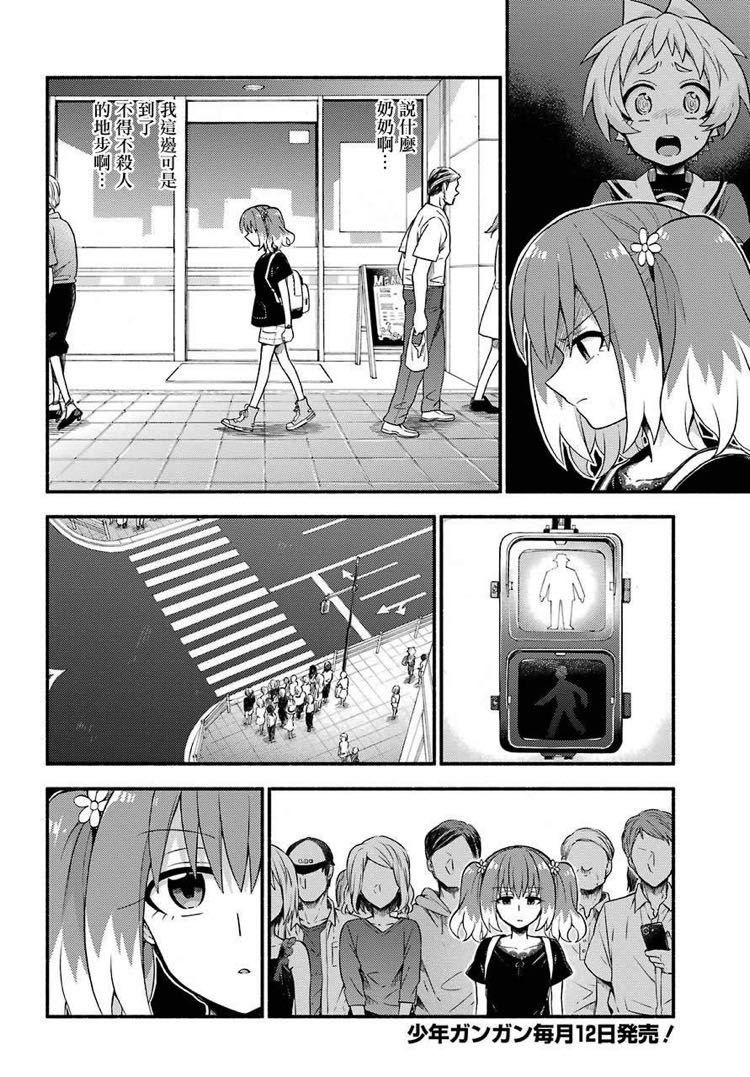 說什麼
奶奶啊…
我這邊可是
到了
不得不殺人
的地步啊…
MENU
少年ガンガン毎月12日発売！